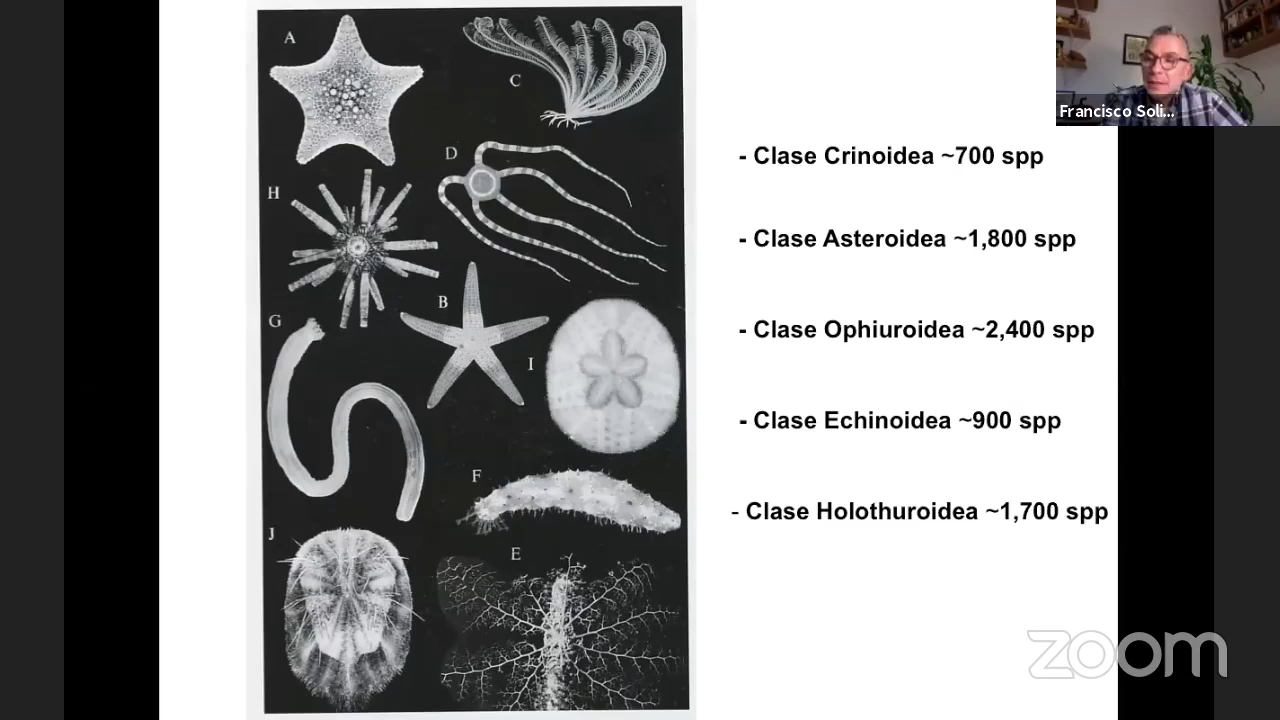 A
C
D
H
B
G
I
F
J
E
- Clase Crinoidea ~700 spp
- Clase Asteroidea ~1,800 spp
- Clase Ophiuroidea ~2,400 spp
- Clase Echinoidea ~900 spp
- Clase Holothuroidea ~1,700 spp
Francisco Soli...
zoom